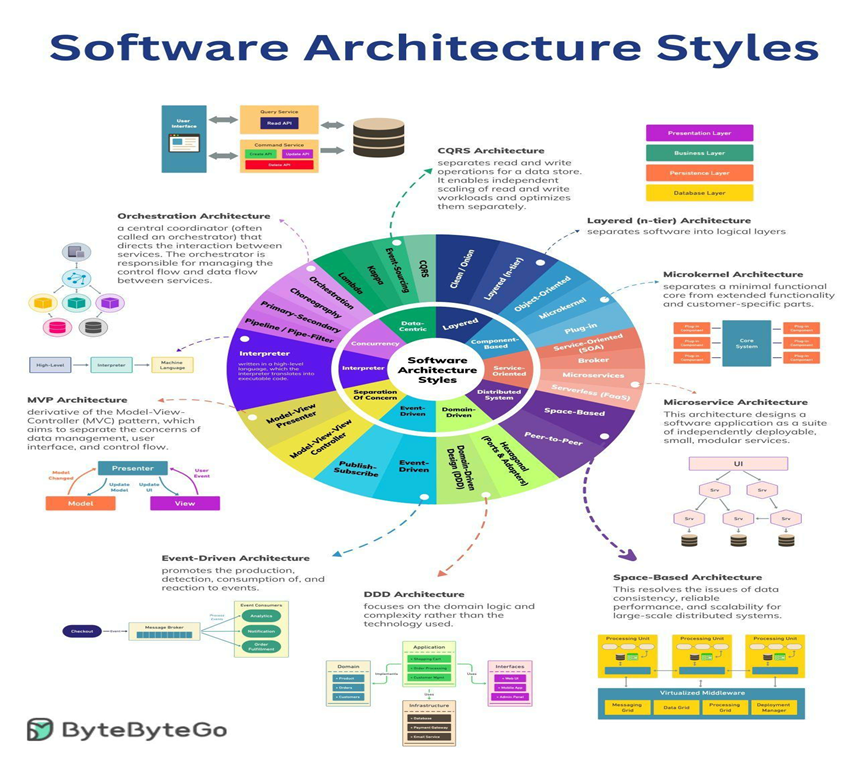 Software Architecture Styles
User
Interface
Query Service
Read API
Command Service
Create API
Update API
Delete API
CQRS Architecture
separates read and write
operations for a data store.
It enables independent
scaling of read and write
workloads and optimizes
them separately.
Presentation Layer
Business Layer
Persistence Layer
Database Layer
Orchestration Architecture
a central coordinator (often
called an orchestrator) that
directs the interaction between
services. The orchestrator is
responsible for managing the
control flow and data flow
between services.
Layered (n-tier) Architecture
separates software into logical layers
Microkernel Architecture
separates a minimal functional
core from extended functionality
and customer-specific parts.
Plug-in
Component
Plug-in
Component
Plug-in
Component
Core
System
Plug-in
Component
Plug-in
Component
Plug-in
Component
Lambda
Kappa
Event-Sourcing
CQRS
Clean / Onion
Layered (n-tier)
Object-Oriented
Microkernel
Plug-in
Service-Oriented
(SOA)
Broker
Microservices
Serverless (FaaS)
Space-Based
Peer-to-Peer
Hexagonal
(Ports & Adapters)
Domain-Driven
Design (DDD)
Event-Driven
Publish-
Subscribe
Model-View-View
Controller
Model-View
Presenter
Interpreter
written in a high-level
language, which the
interpreter translates into
executable code.
Pipeline / Pipe-Filter
Primary-Secondary
Choreography
Orchestration
Data-
Centric
Layered
Component-
Based
Service-
Oriented
Distributed
System
Domain-
Driven
Event-
Driven
Separation
Of Concern
Interpreter
Concurrency
Software
Architecture
Styles
High-Level
Interpreter
Machine
Language
MVP Architecture
derivative of the Model-View-
Controller (MVC) pattern, which
aims to separate the concerns of
data management, user
interface, and control flow.
Model
Changed
Presenter
User
Event
Update
Model
Update
UI
Model
View
Microservice Architecture
This architecture designs a
software application as a suite
of independently deployable,
small, modular services.
UI
Srv
Srv
Srv
Srv
Srv
Event-Driven Architecture
promotes the production,
detection, consumption of, and
reaction to events.
Checkout
Event
Message Broker
Event Consumers
Analytics
Notification
Order
Fulfillment
DDD Architecture
focuses on the domain logic and
complexity rather than the
technology used.
Domain
+ Product
+ Orders
+ Customers
Implements
Application
+ Shopping Cart
+ Order Processing
+ Customer Mgmt
Uses
Interfaces
+ Web UI
+ Mobile App
+ Admin Panel
Uses
Infrastructure
+ Database
+ Payment Gateway
+ Email Service
Space-Based Architecture
This resolves the issues of data
consistency, reliable
performance, and scalability for
large-scale distributed systems.
Processing Unit
Processing Unit
Processing Unit
Virtualized Middleware
Messaging
Grid
Data Grid
Processing
Grid
Deployment
Manager
ByteByteGo